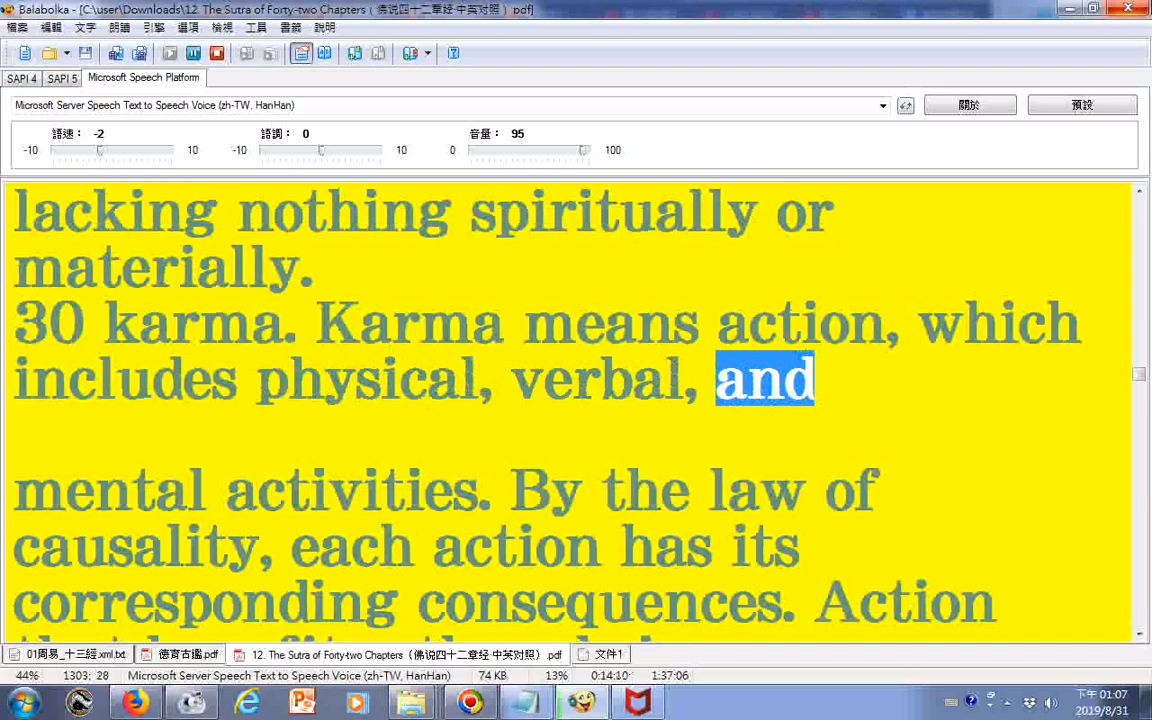 Balabolka - [C:\user\Downloads\12. The Sutra of Forty-two Chapters（佛说四十二章经·中英对照）.pdf]
檔案 編輯 文字 朗讀 引擎 選項 檢視 工具 書籤 說明
SAPI 4 SAPI 5 Microsoft Speech Platform
Microsoft Server Speech Text to Speech Voice (zh-TW, HanHan) 關於 預設
語速： -2 語調： 0 音量： 95
-10 10 -10 10 0 100
lacking nothing spiritually or
materially.
30 karma. Karma means action, which
includes physical, verbal, and
mental activities. By the law of
causality, each action has its
corresponding consequences. Action
01周易_十三經.xml.txt 德育古鑑.pdf 12. The Sutra of Forty-two Chapters（佛说四十二章经·中英对照）.pdf 文件1
44% 1303: 28 Microsoft Server Speech Text to Speech Voice (zh-TW, HanHan) 74 KB 13% 0:14:10 1:37:06
下午 01:07
2019/8/31